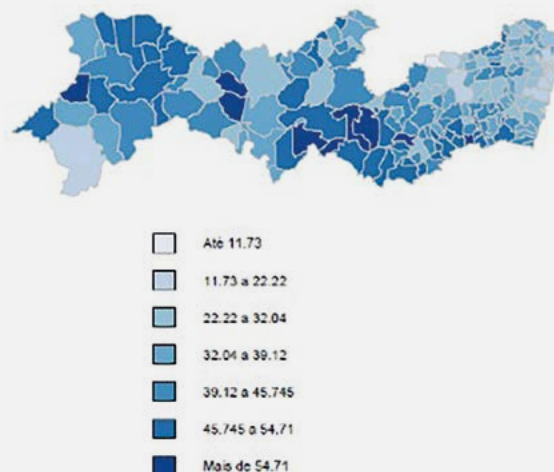 Até 11.73
11.73 a 22.22
22.22 a 32.04
32.04 a 39.12
39.12 a 45.745
45.745 a 54.71
Mais de 54.71